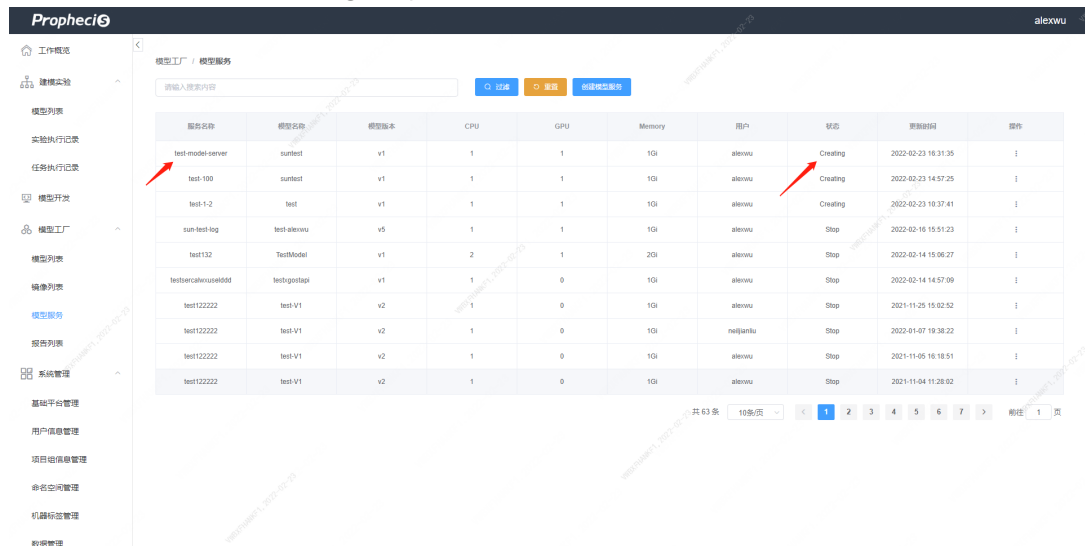 Prophecis
alexwu
工作概览
建模实验
模型列表
实验执行记录
任务执行记录
模型开发
模型工厂
模型列表
镜像列表
模型服务
报告列表
系统管理
基础平台管理
用户信息管理
项目组信息管理
命名空间管理
机器标签管理
数据管理
模型工厂 / 模型服务
请输入搜索内容 过滤 重置 创建模型服务
服务名称 模型名称 模型版本 CPU GPU Memory 用户 状态 更新时间 操作
test-model-server suntest v1 1 1 1Gi alexwu Creating 2022-02-23 16:31:35
test-100 suntest v1 1 1 1Gi alexwu Creating 2022-02-23 14:57:25
test-1-2 test v1 1 1 1Gi alexwu Creating 2022-02-23 10:37:41
sun-test-log test-alexwu v5 1 1 1Gi alexwu Stop 2022-02-16 15:51:23
test132 TestModel v1 2 1 2Gi alexwu Stop 2022-02-14 15:06:27
testsercalwxuseIddd testxgostapi v1 1 0 1Gi alexwu Stop 2022-02-14 14:57:09
test122222 test-V1 v2 1 0 1Gi alexwu Stop 2021-11-25 15:02:52
test122222 test-V1 v2 1 0 1Gi neiljianliu Stop 2022-01-07 19:38:22
test122222 test-V1 v2 1 0 1Gi alexwu Stop 2021-11-05 16:18:51
test122222 test-V1 v2 1 0 1Gi alexwu Stop 2021-11-04 11:28:02
共 63 条 10条/页 < 1 2 3 4 5 6 7 > 前往 1 页